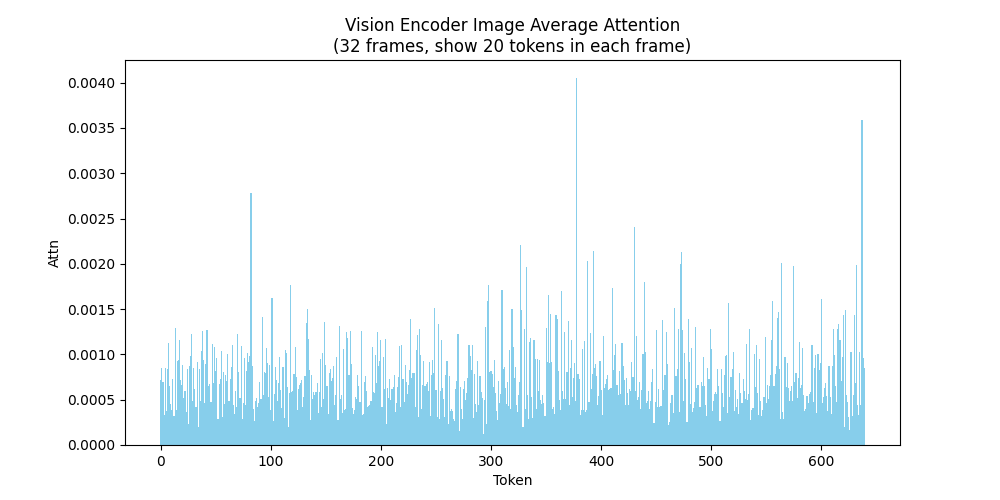 Vision Encoder Image Average Attention
(32 frames, show 20 tokens in each frame)
Attn
0.0040
0.0035
0.0030
0.0025
0.0020
0.0015
0.0010
0.0005
0.0000
0 100 200 300 400 500 600
Token